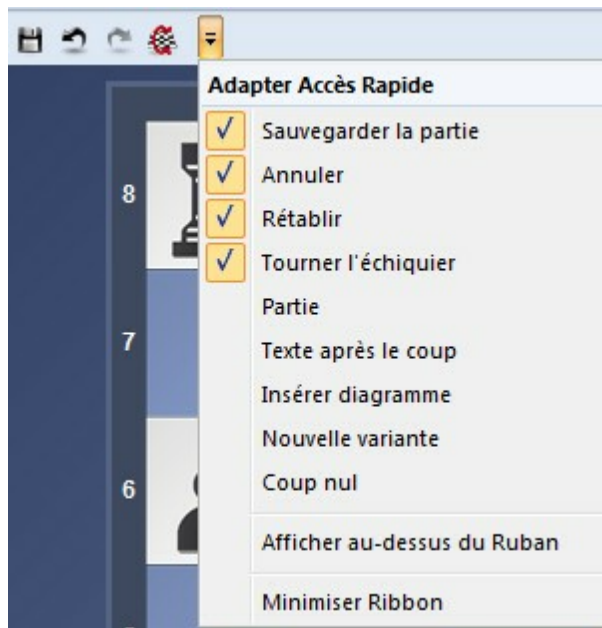 Adapter Accès Rapide
Sauvegarder la partie
Annuler
8
Rétablir
Tourner l'échiquier
Partie
7
Texte après le coup
Insérer diagramme
Nouvelle variante
6
Coup nul
Afficher au-dessus du Ruban
Minimiser Ribbon